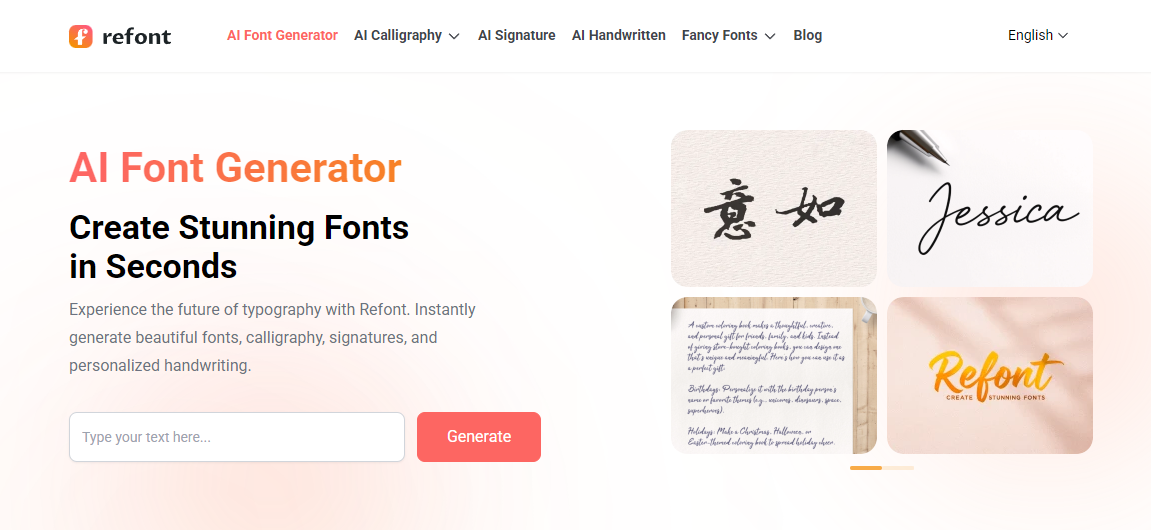 refont
AI Font Generator
AI Calligraphy
AI Signature
AI Handwritten
Fancy Fonts
Blog
English
AI Font Generator
Create Stunning Fonts
in Seconds
Experience the future of typography with Refont. Instantly
generate beautiful fonts, calligraphy, signatures, and
personalized handwriting.
Type your text here...
Generate
意 如
Jessica
A custom coloring book makes a thoughtful, creative,
and personal gift for friends, family, and kids. Instead
of giving store-bought coloring books, you can design one
that's unique and meaningful. Here's how you can use it as
a perfect gift.
Birthdays: Personalize it with the birthday person's
name or favorite themes (e.g., unicorns, dinosaurs, space,
superheroes).
Holidays: Make a Christmas, Halloween, or
Easter-themed coloring book to spread holiday cheer.
Refont
CREATE STUNNING FONTS